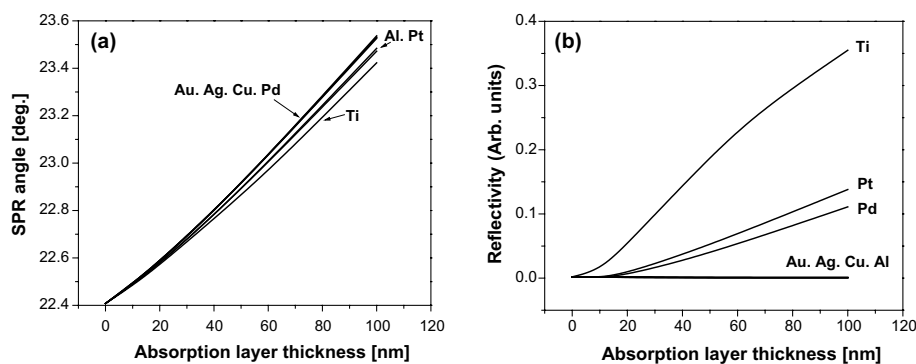 (a)
23.6
23.4
23.2
23.0
22.8
22.6
22.4
SPR angle [deg.]
Al. Pt
Au. Ag. Cu. Pd
Ti
0 20 40 60 80 100 120
Absorption layer thickness [nm]
(b)
0.4
0.3
0.2
0.1
0.0
Reflectivity (Arb. units)
Ti
Pt
Pd
Au. Ag. Cu. Al
0 20 40 60 80 100 120
Absorption layer thickness [nm]